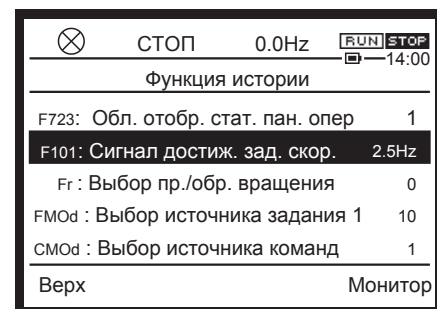 СТОП 0.0Hz RUN STOP
14:00
Функция истории
F723: Обл. отобр. стат. пан. опер 1
F101: Сигнал достиж. зад. скор. 2.5Hz
Fr : Выбор пр./обр. вращения 0
FMOd : Выбор источника задания 1 10
CMOd : Выбор источника команд 1
Верх Монитор